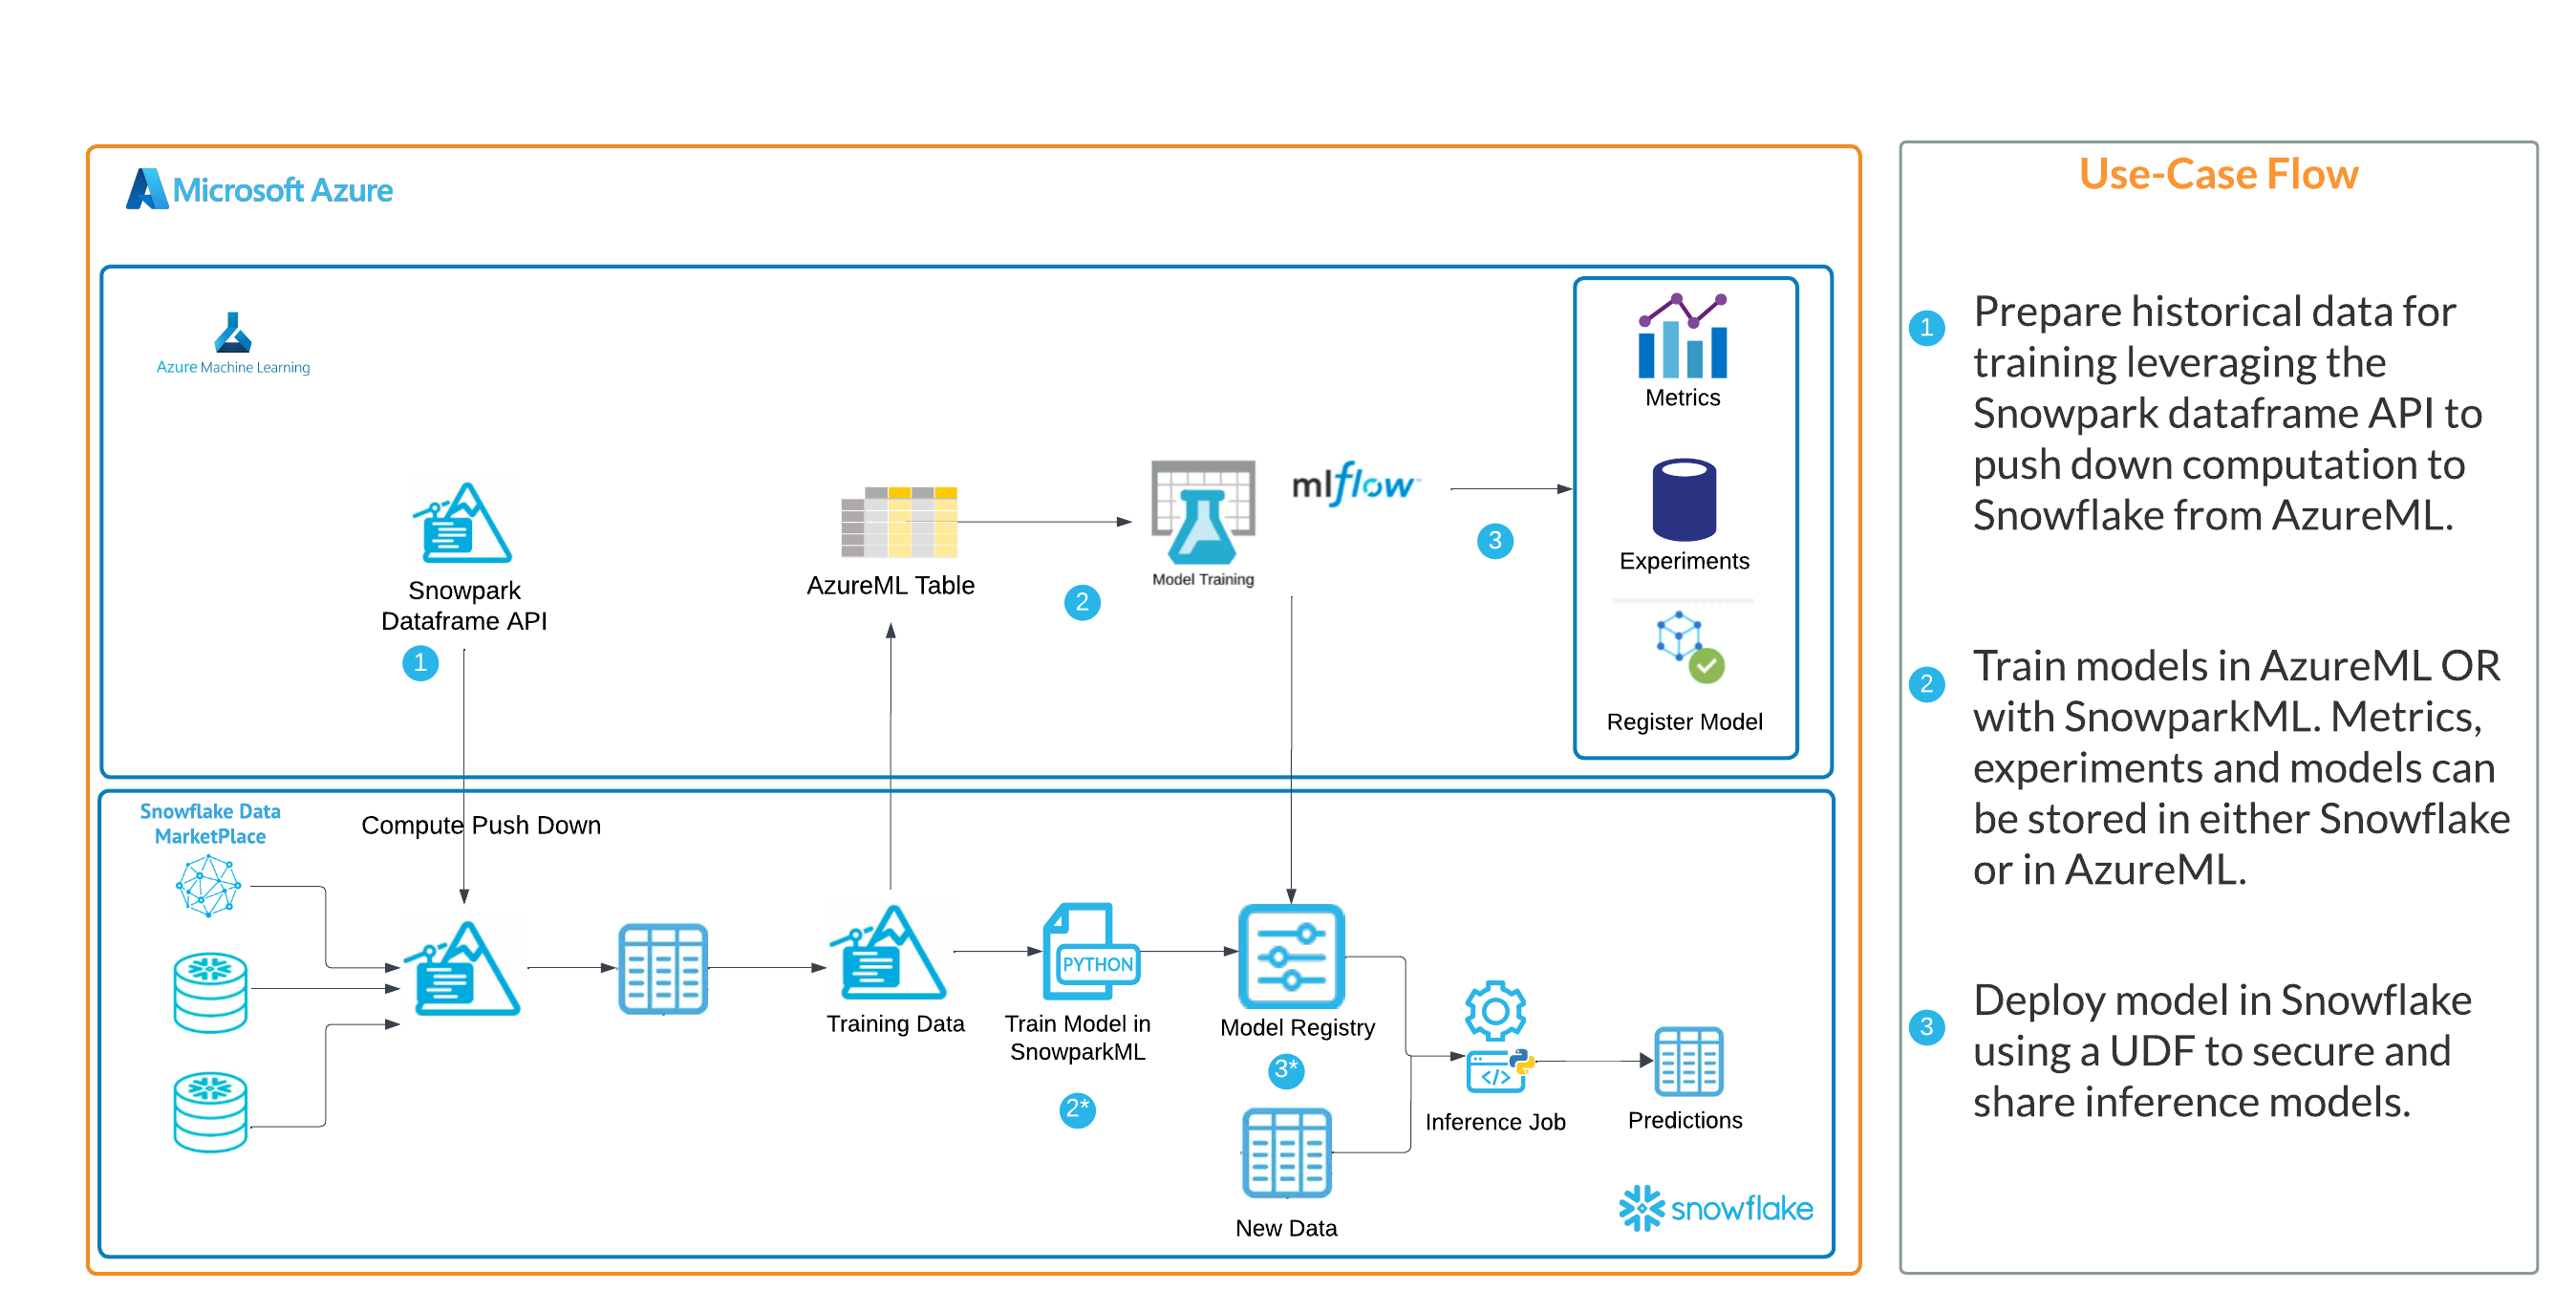 Microsoft Azure
Azure Machine Learning
Snowpark
Dataframe API
1
AzureML Table
2
Model Training
mlflow
3
Metrics
Experiments
Register Model
Snowflake Data
MarketPlace
Compute Push Down
Training Data
PYTHON
Train Model in
SnowparkML
2*
Model Registry
3*
New Data
</>
Inference Job
Predictions
snowflake
Use-Case Flow
1
Prepare historical data for
training leveraging the
Snowpark dataframe API to
push down computation to
Snowflake from AzureML.
2
Train models in AzureML OR
with SnowparkML. Metrics,
experiments and models can
be stored in either Snowflake
or in AzureML.
3
Deploy model in Snowflake
using a UDF to secure and
share inference models.